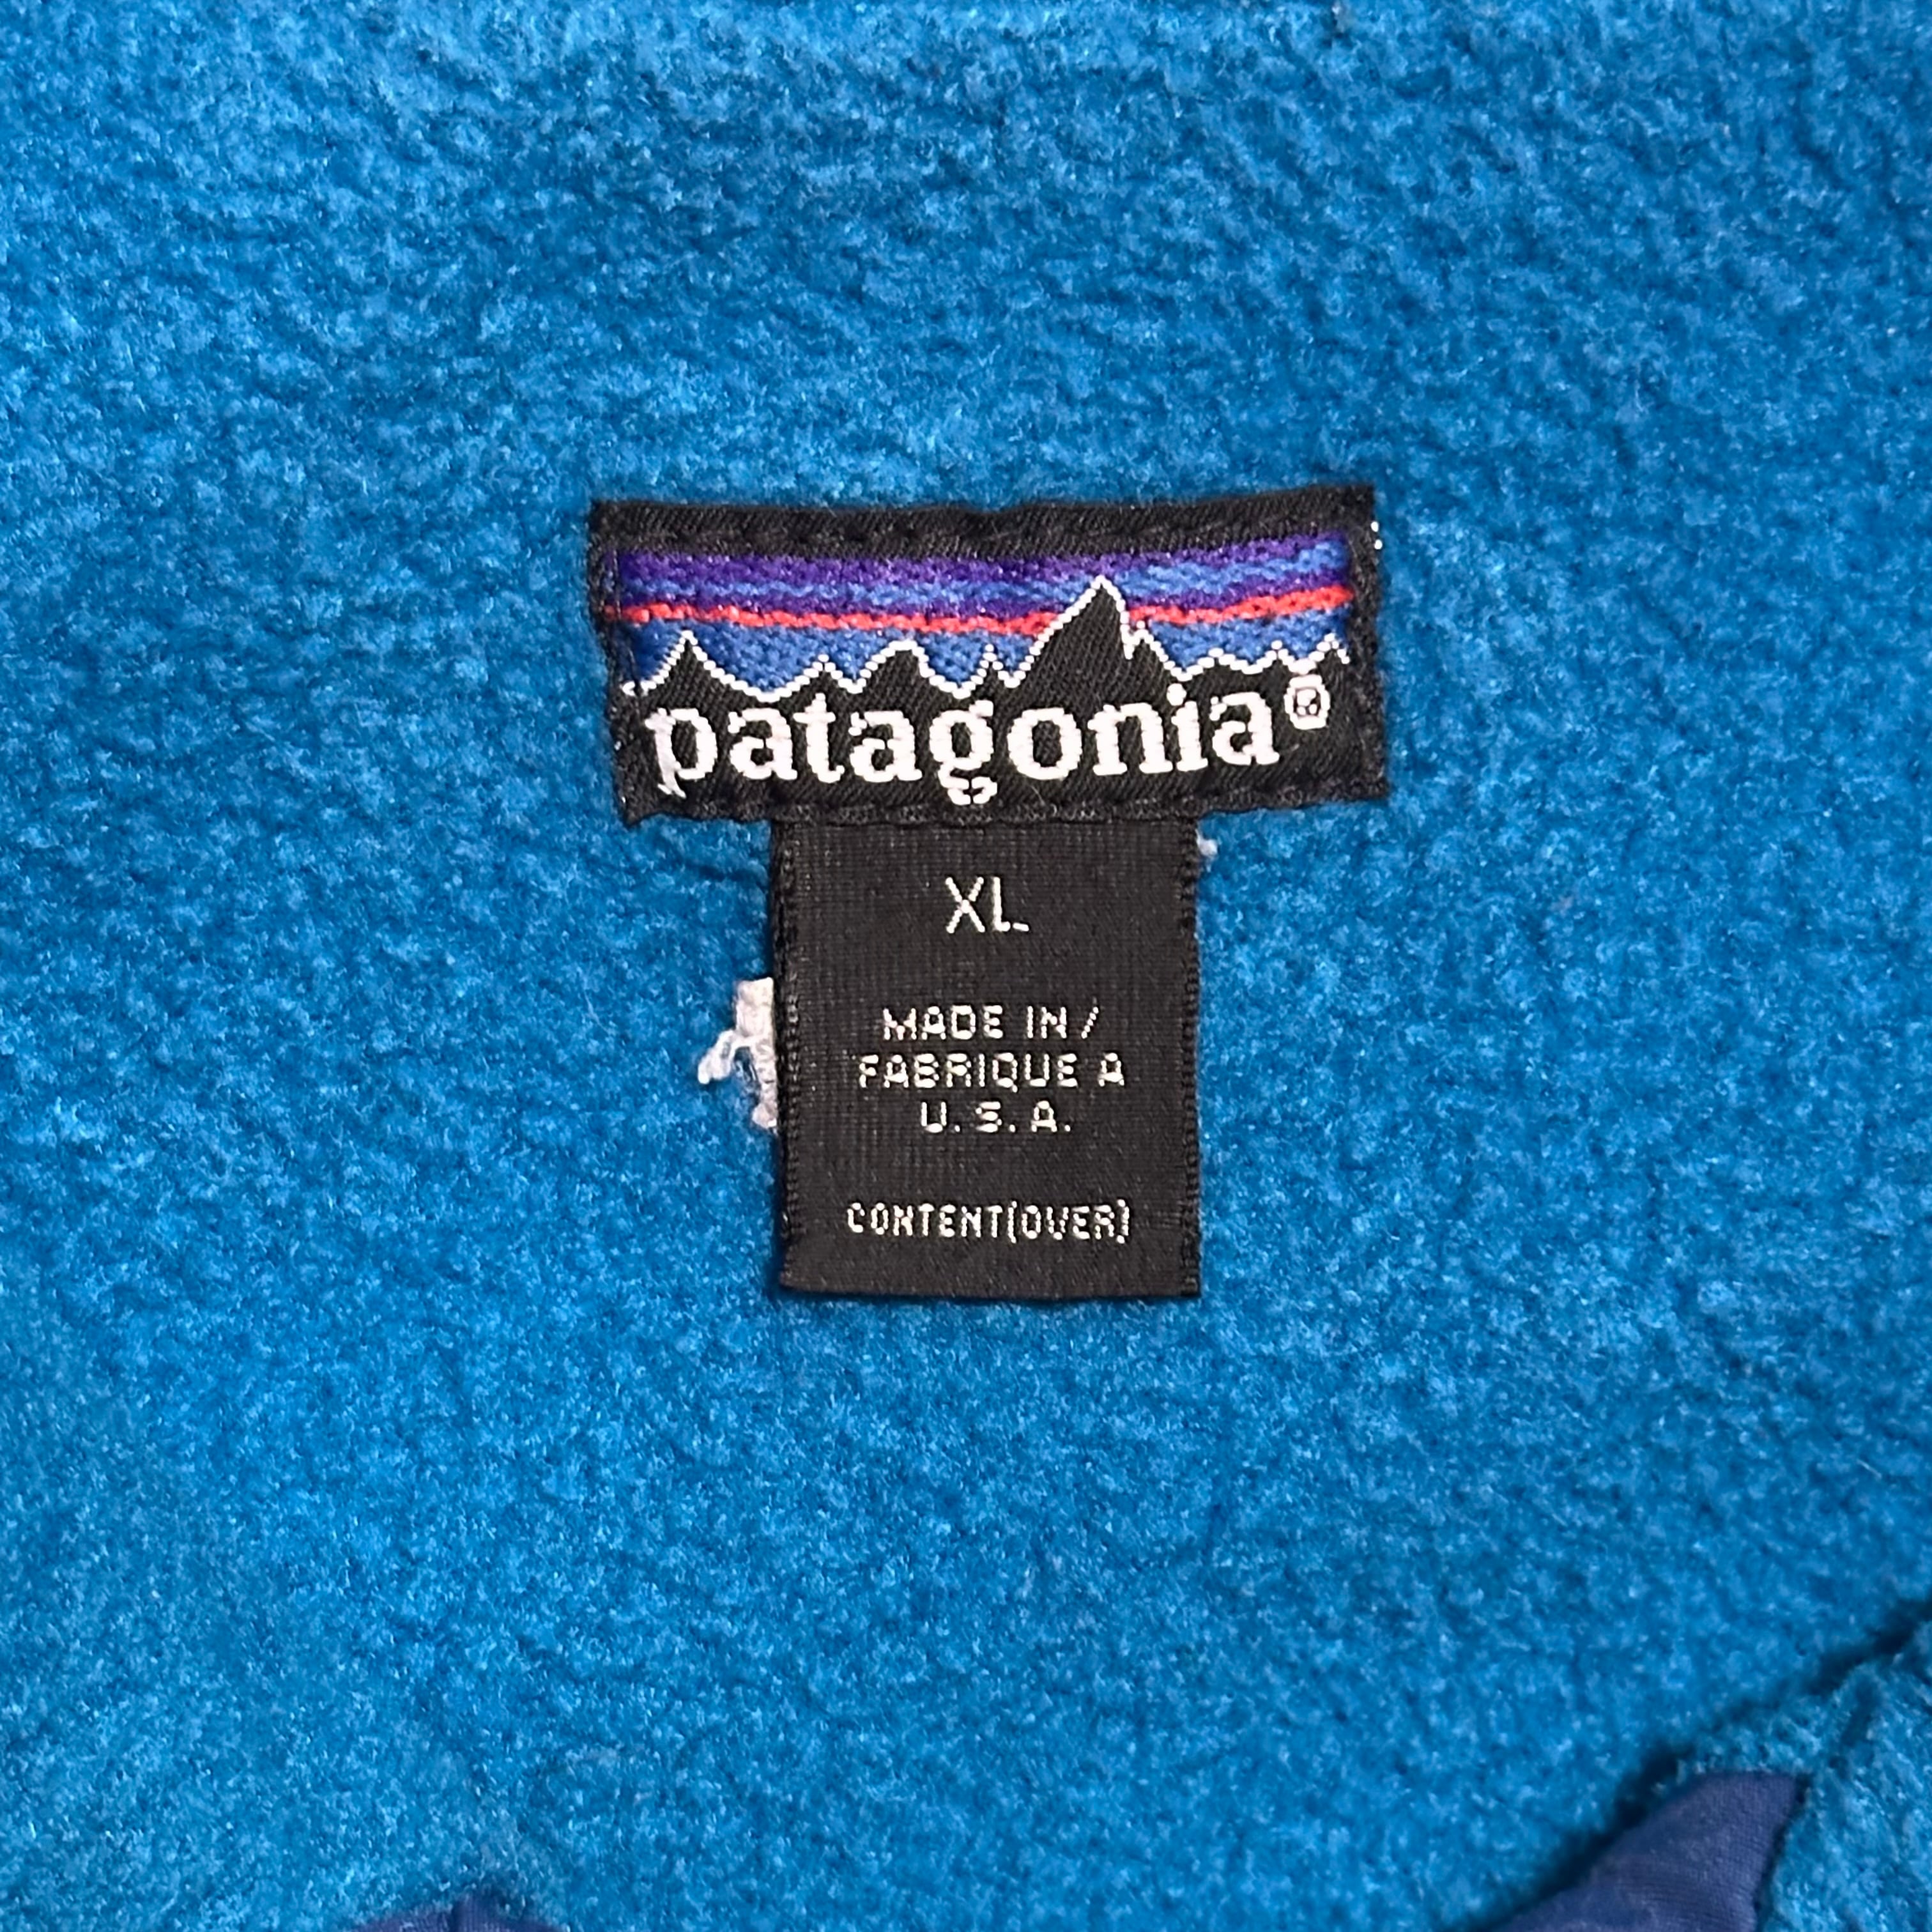 patagonia®
XL
MADE IN /
FABRIQUE A
U.S.A.
CONTENT(OVER)